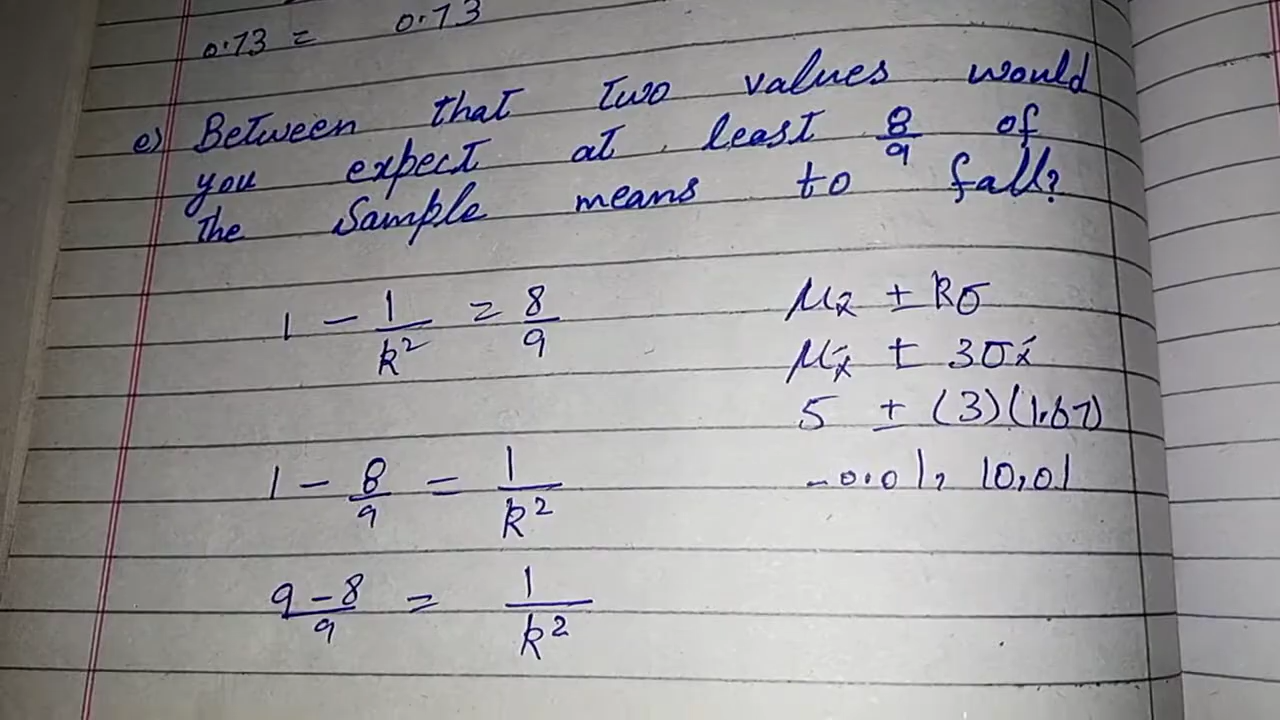 0.73 = 0.73
e) Between that two values would
you expect at least 8/9 of
the Sample means to fall?
1 - 1/k² = 8/9
1 - 8/9 = 1/k²
9-8/9 = 1/k²
μx̄ ± kσ
μx̄ ± 3σx̄
5 ± (3)(1.67)
-0.01, 10.01